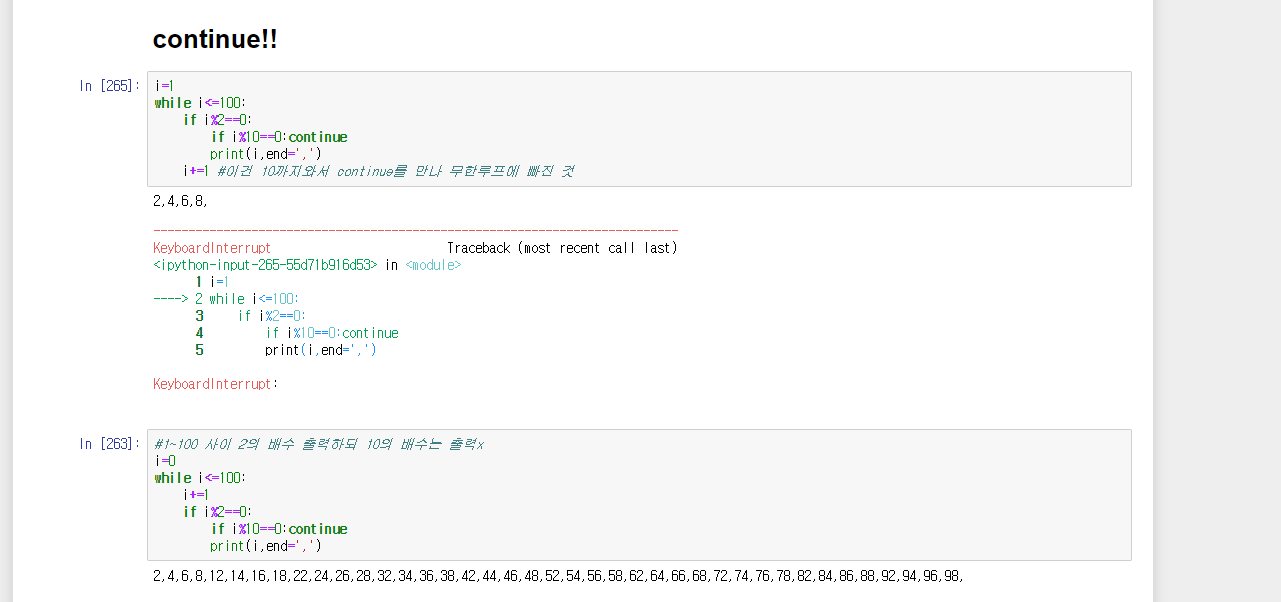 continue!!
In [265]:
i=1
while i<=100:
    if i%2==0:
        if i%10==0:continue
        print(i,end=',')
    i+=1 #이건 10까지와서 continue를 만나 무한루프에 빠진 것
2,4,6,8,
---------------------------------------------------------------------------
KeyboardInterrupt                         Traceback (most recent call last)
<ipython-input-265-55d71b916d53> in <module>
      1 i=1
----> 2 while i<=100:
      3     if i%2==0:
      4         if i%10==0:continue
      5         print(i,end=',')
KeyboardInterrupt:
In [263]:
#1~100 사이 2의 배수 출력하되 10의 배수는 출력x
i=0
while i<=100:
    i+=1
    if i%2==0:
        if i%10==0:continue
        print(i,end=',')
2,4,6,8,12,14,16,18,22,24,26,28,32,34,36,38,42,44,46,48,52,54,56,58,62,64,66,68,72,74,76,78,82,84,86,88,92,94,96,98,